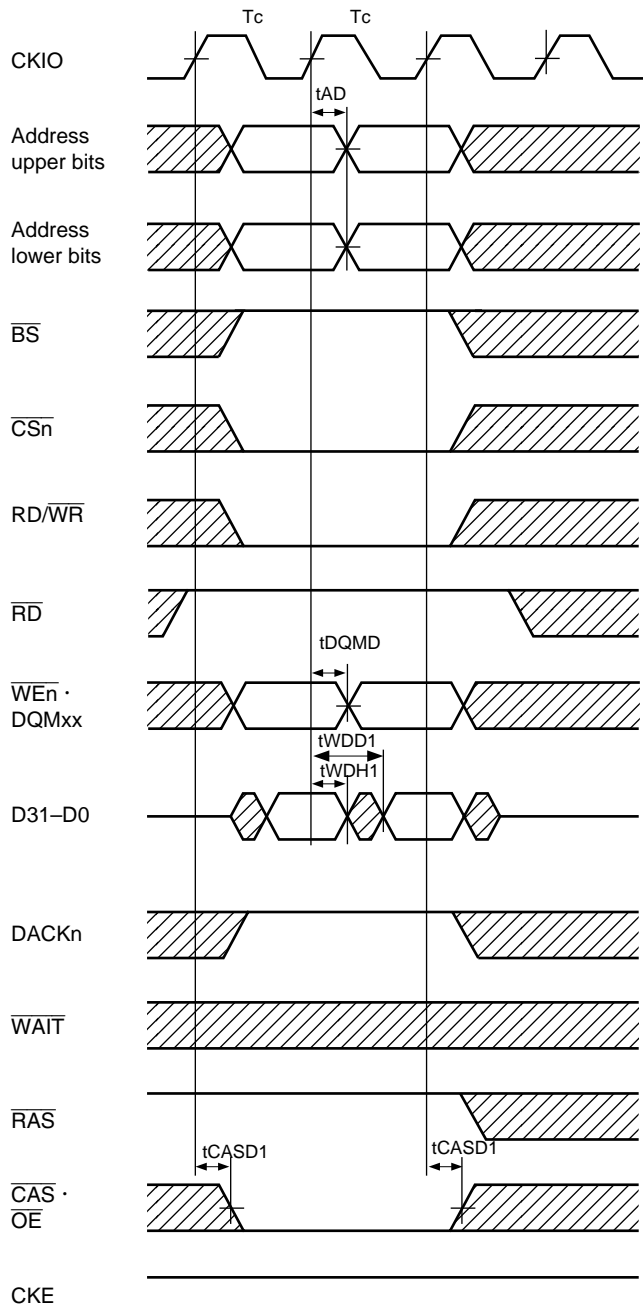 Tc Tc
CKIO
tAD
Address
upper bits
Address
lower bits
BS
CSn
RD/WR
RD
tDQMD
WEn ·
DQMxx
tWDD1
tWDH1
D31–D0
DACKn
WAIT
RAS
tCASD1 tCASD1
CAS ·
OE
CKE